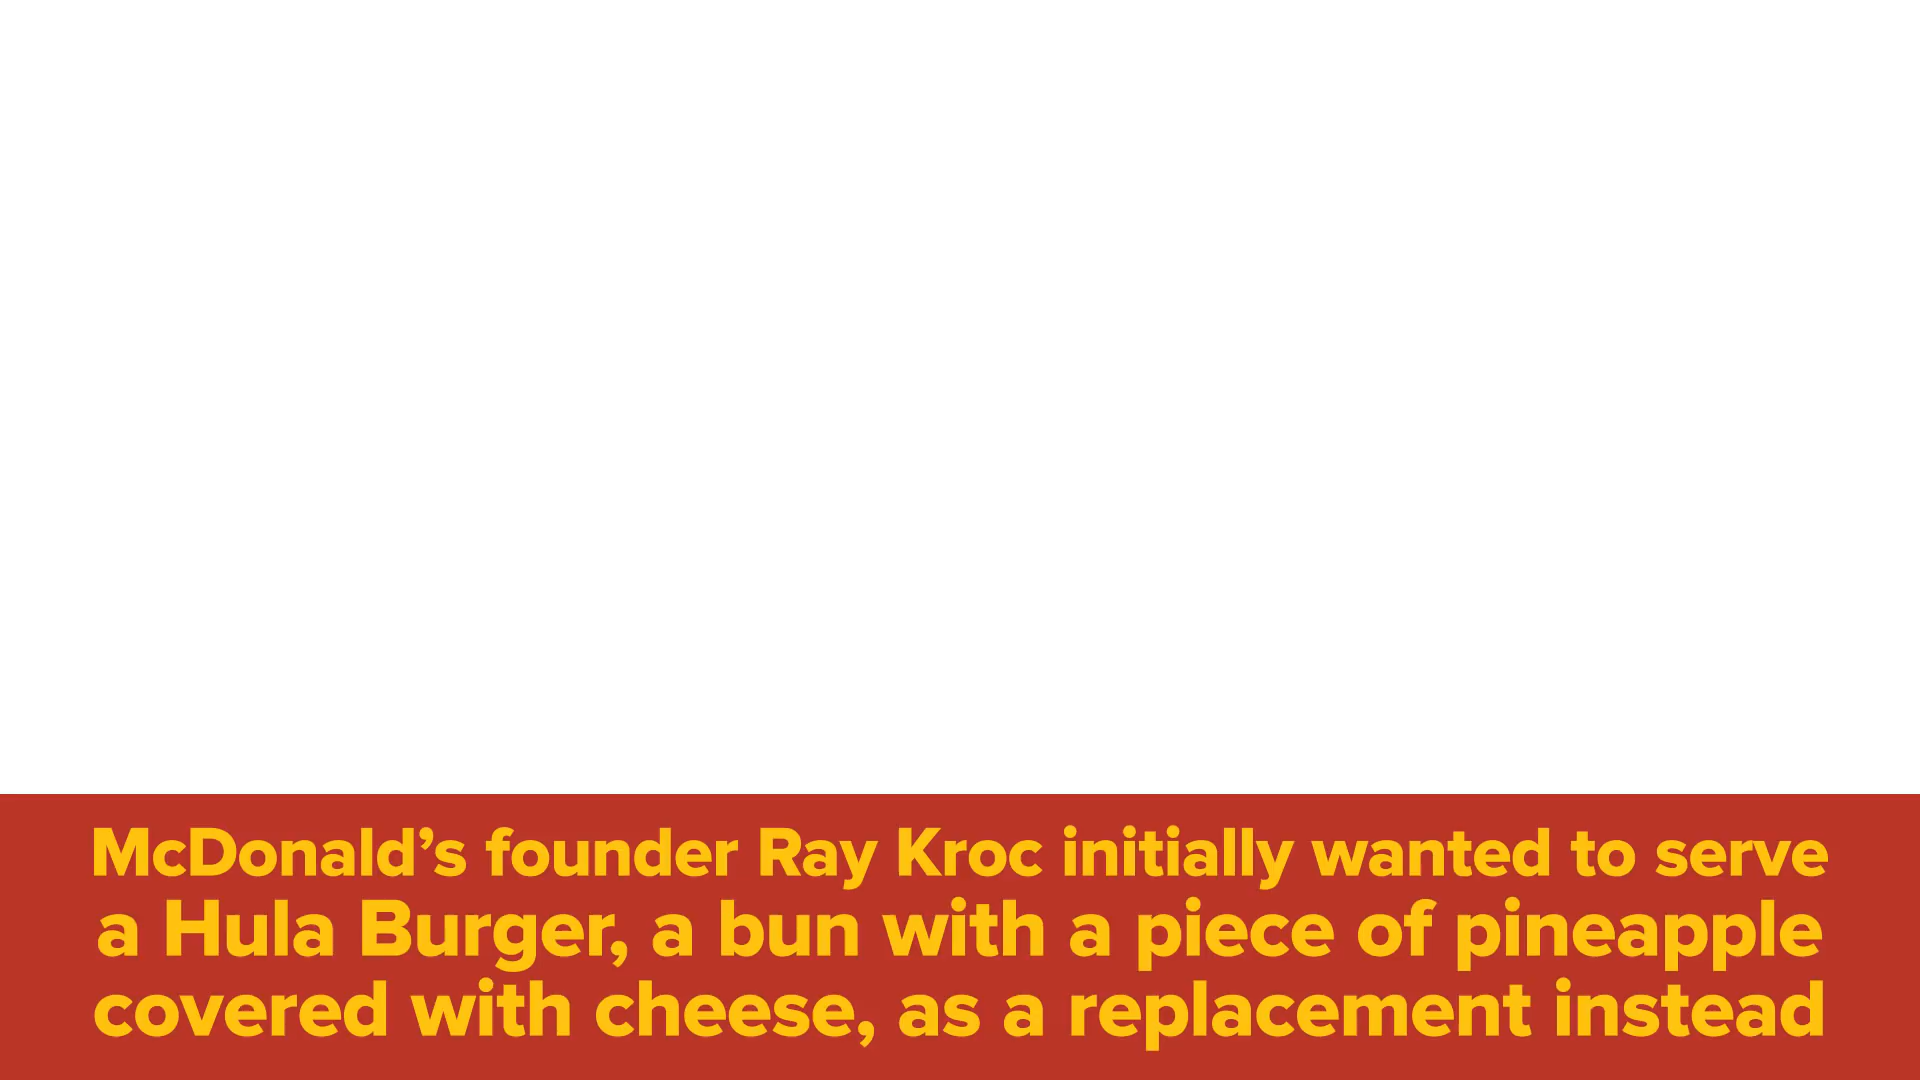 McDonald’s founder Ray Kroc initially wanted to serve
a Hula Burger, a bun with a piece of pineapple
covered with cheese, as a replacement instead